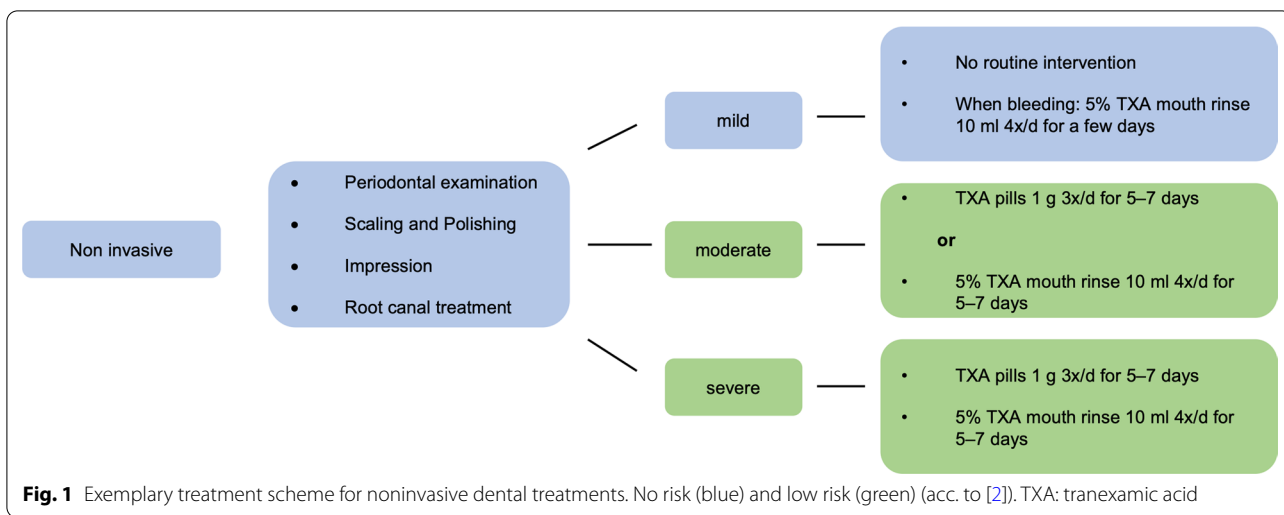 Non invasive
• Periodontal examination
• Scaling and Polishing
• Impression
• Root canal treatment
mild
• No routine intervention
• When bleeding: 5% TXA mouth rinse
10 ml 4x/d for a few days
moderate
• TXA pills 1 g 3x/d for 5–7 days
or
• 5% TXA mouth rinse 10 ml 4x/d for
5–7 days
severe
• TXA pills 1 g 3x/d for 5–7 days
• 5% TXA mouth rinse 10 ml 4x/d for
5–7 days
Fig. 1 Exemplary treatment scheme for noninvasive dental treatments. No risk (blue) and low risk (green) (acc. to [2]). TXA: tranexamic acid